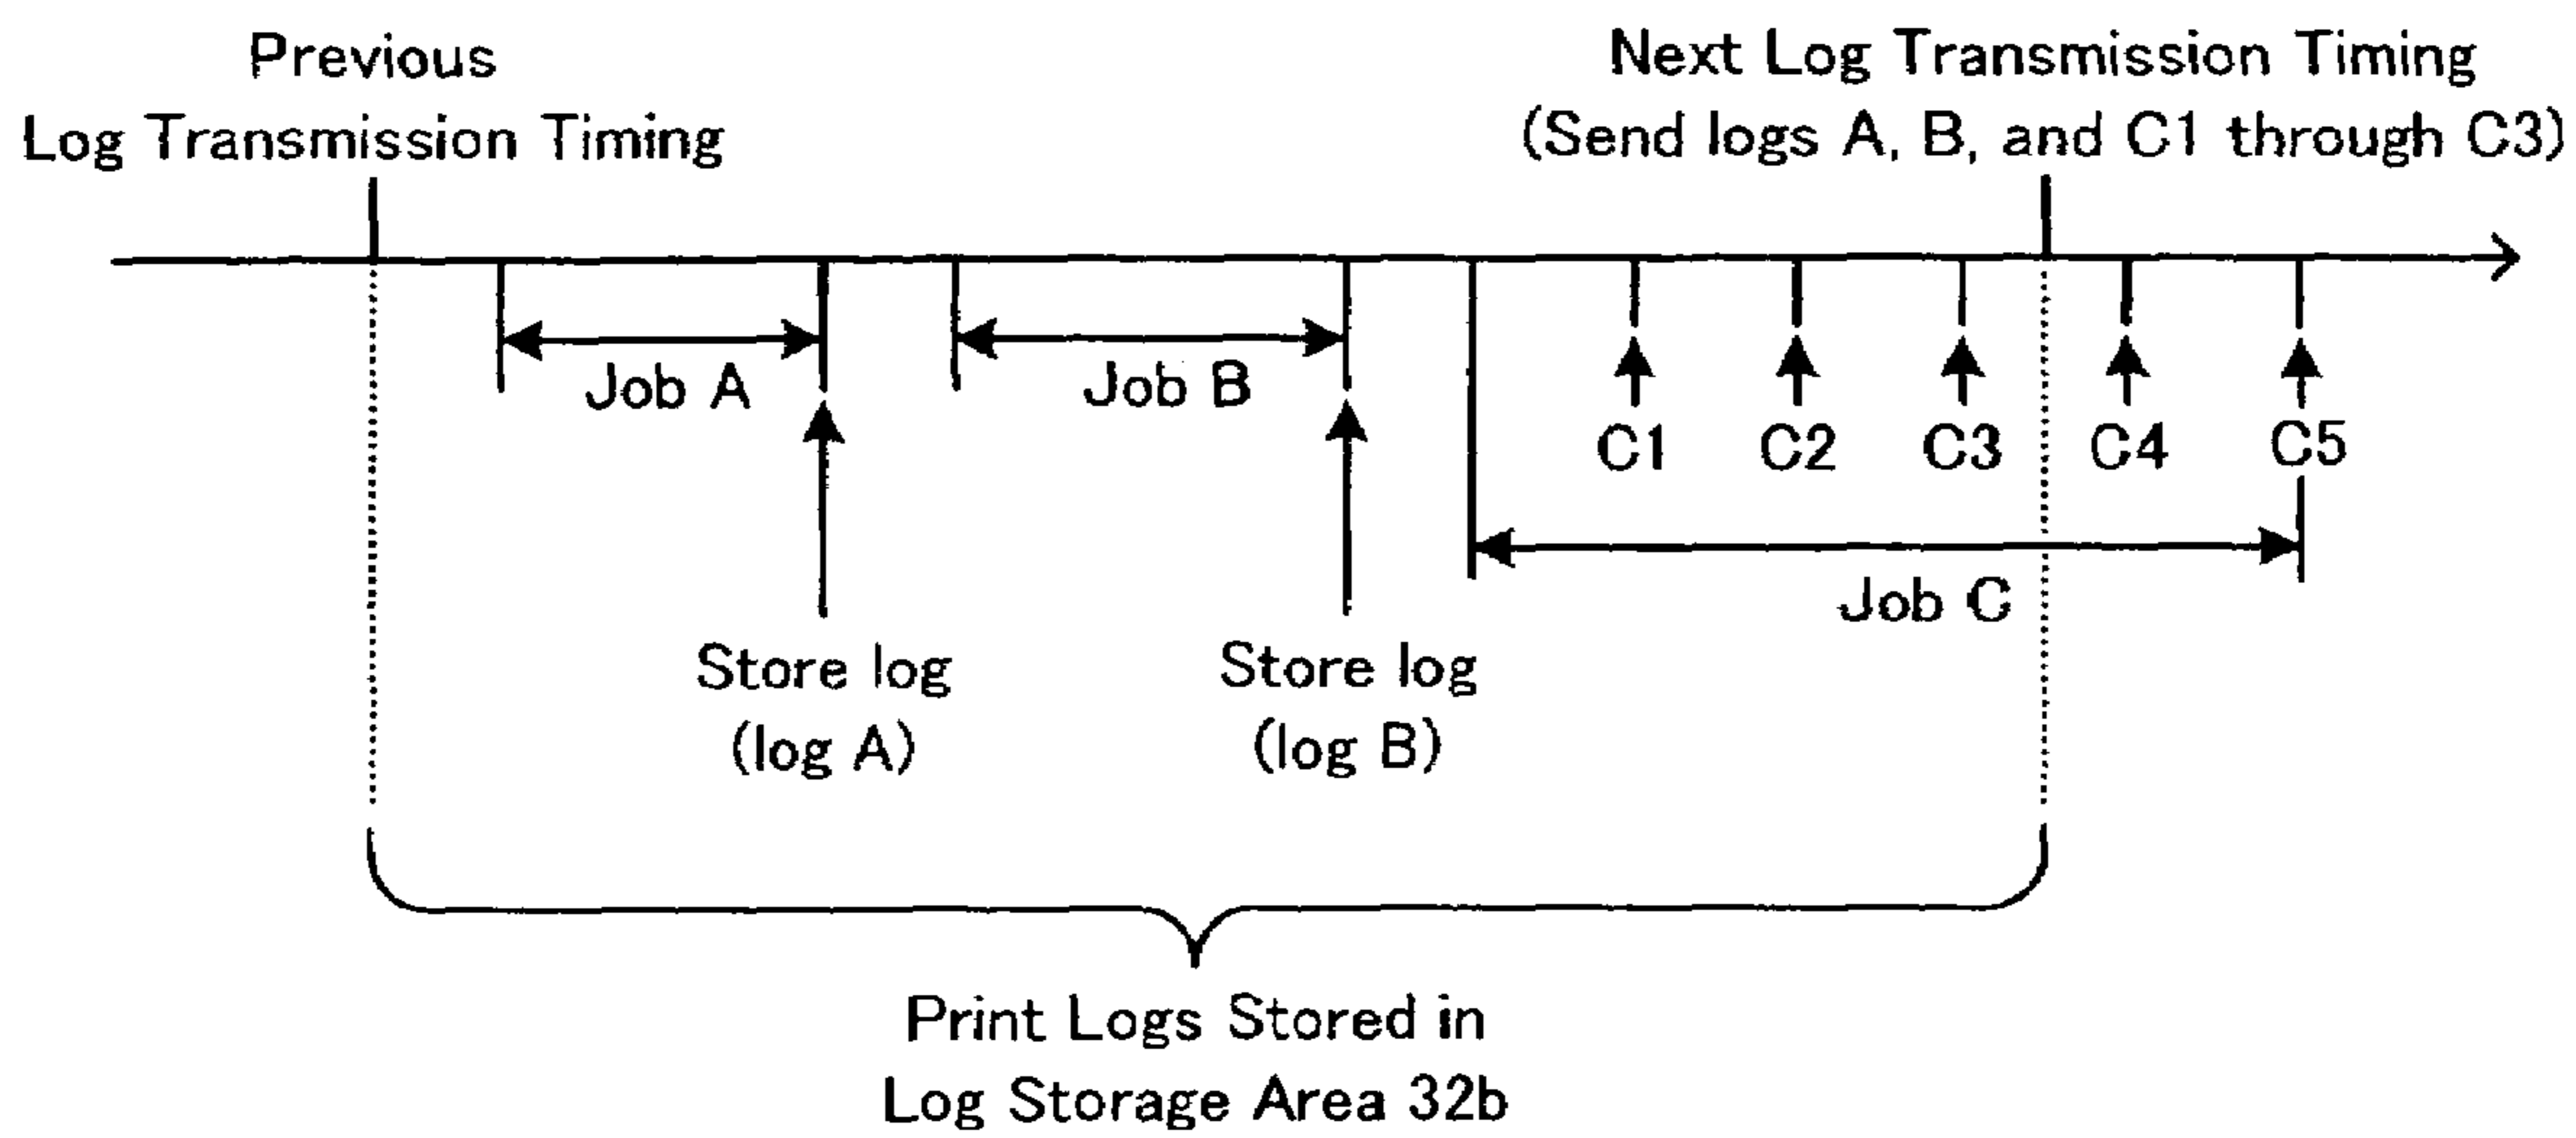 Previous
Log Transmission Timing
Next Log Transmission Timing
(Send logs A, B, and C1 through C3)
Job A
Job B
C1
C2
C3
C4
C5
Job C
Store log
(log A)
Store log
(log B)
Print Logs Stored in
Log Storage Area 32b